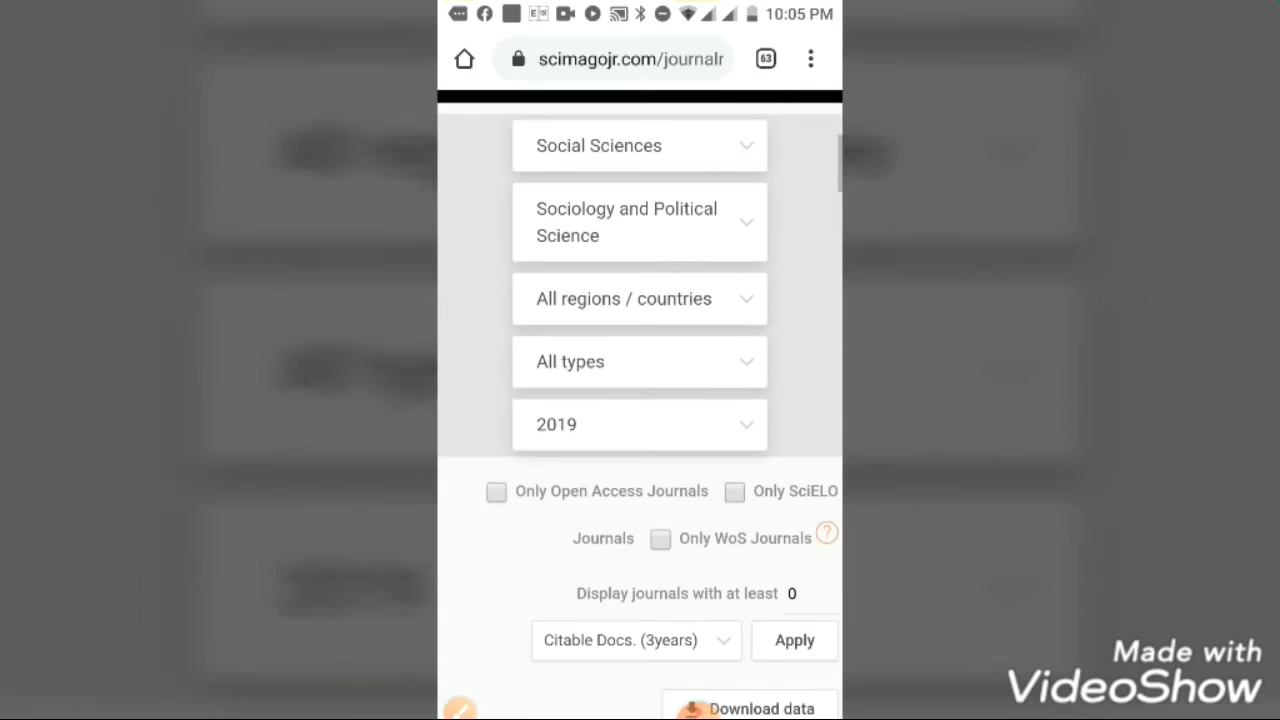 10:05 PM
scimagojr.com/journalr
63
Social Sciences
Sociology and Political
Science
All regions / countries
All types
2019
Only Open Access Journals Only SciELO
Journals Only WoS Journals ?
Display journals with at least 0
Citable Docs. (3years) Apply
Download data
Made with
VideoShow